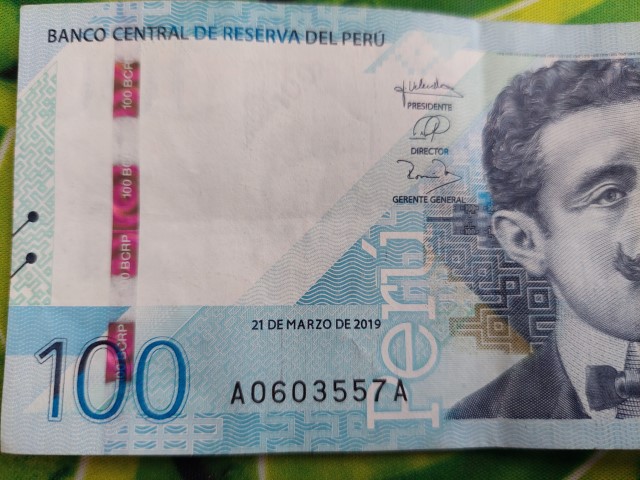 BANCO CENTRAL DE RESERVA DEL PERÚ
100 BCRP
100 BCRP
100 BCRP
PRESIDENTE
DIRECTOR
GERENTE GENERAL
21 DE MARZO DE 2019
A0603557A
100
Perú